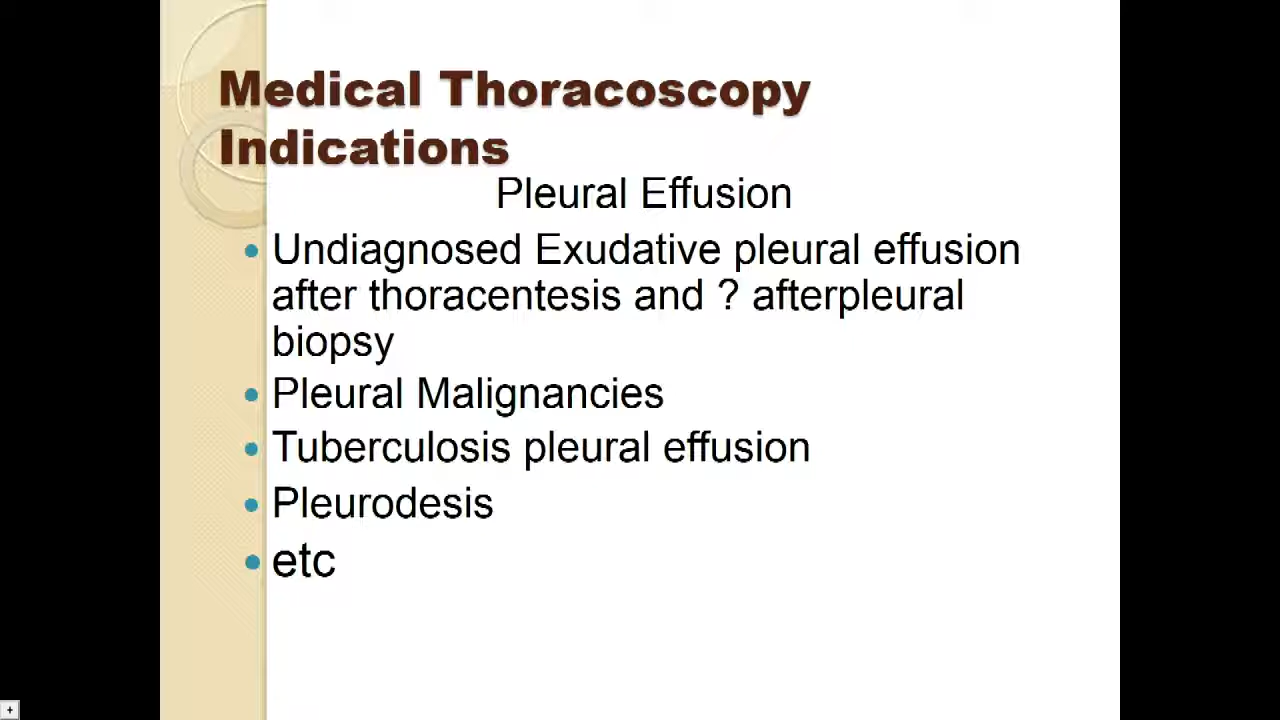 Medical Thoracoscopy
Indications
Pleural Effusion
• Undiagnosed Exudative pleural effusion
after thoracentesis and ? afterpleural
biopsy
• Pleural Malignancies
• Tuberculosis pleural effusion
• Pleurodesis
• etc
+